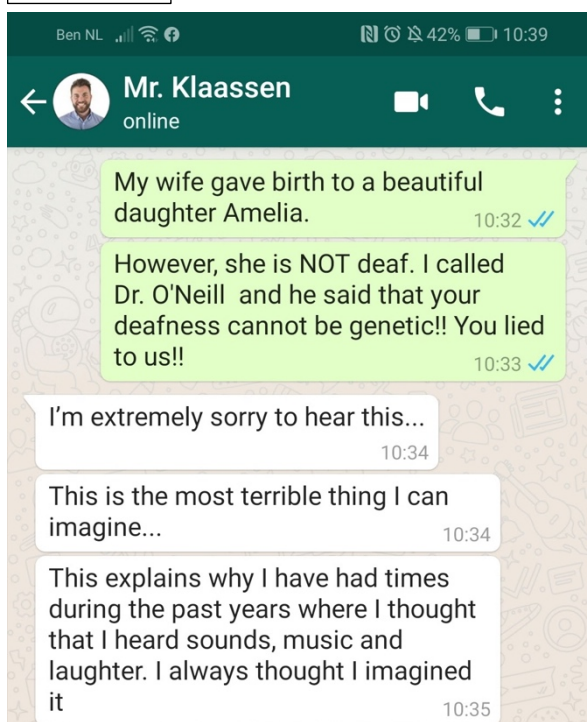 Ben NL 42% 10:39
Mr. Klaassen
online
My wife gave birth to a beautiful
daughter Amelia.
10:32
However, she is NOT deaf. I called
Dr. O'Neill and he said that your
deafness cannot be genetic!! You lied
to us!!
10:33
I'm extremely sorry to hear this...
10:34
This is the most terrible thing I can
imagine...
10:34
This explains why I have had times
during the past years where I thought
that I heard sounds, music and
laughter. I always thought I imagined
it
10:35